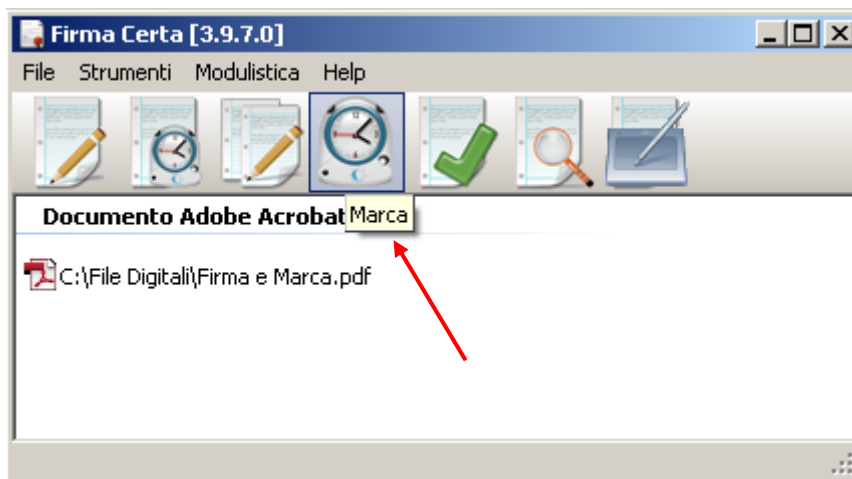 Firma Certa [3.9.7.0]
File Strumenti Modulistica Help
Documento Adobe Acrobat
Marca
C:\File Digitali\Firma e Marca.pdf